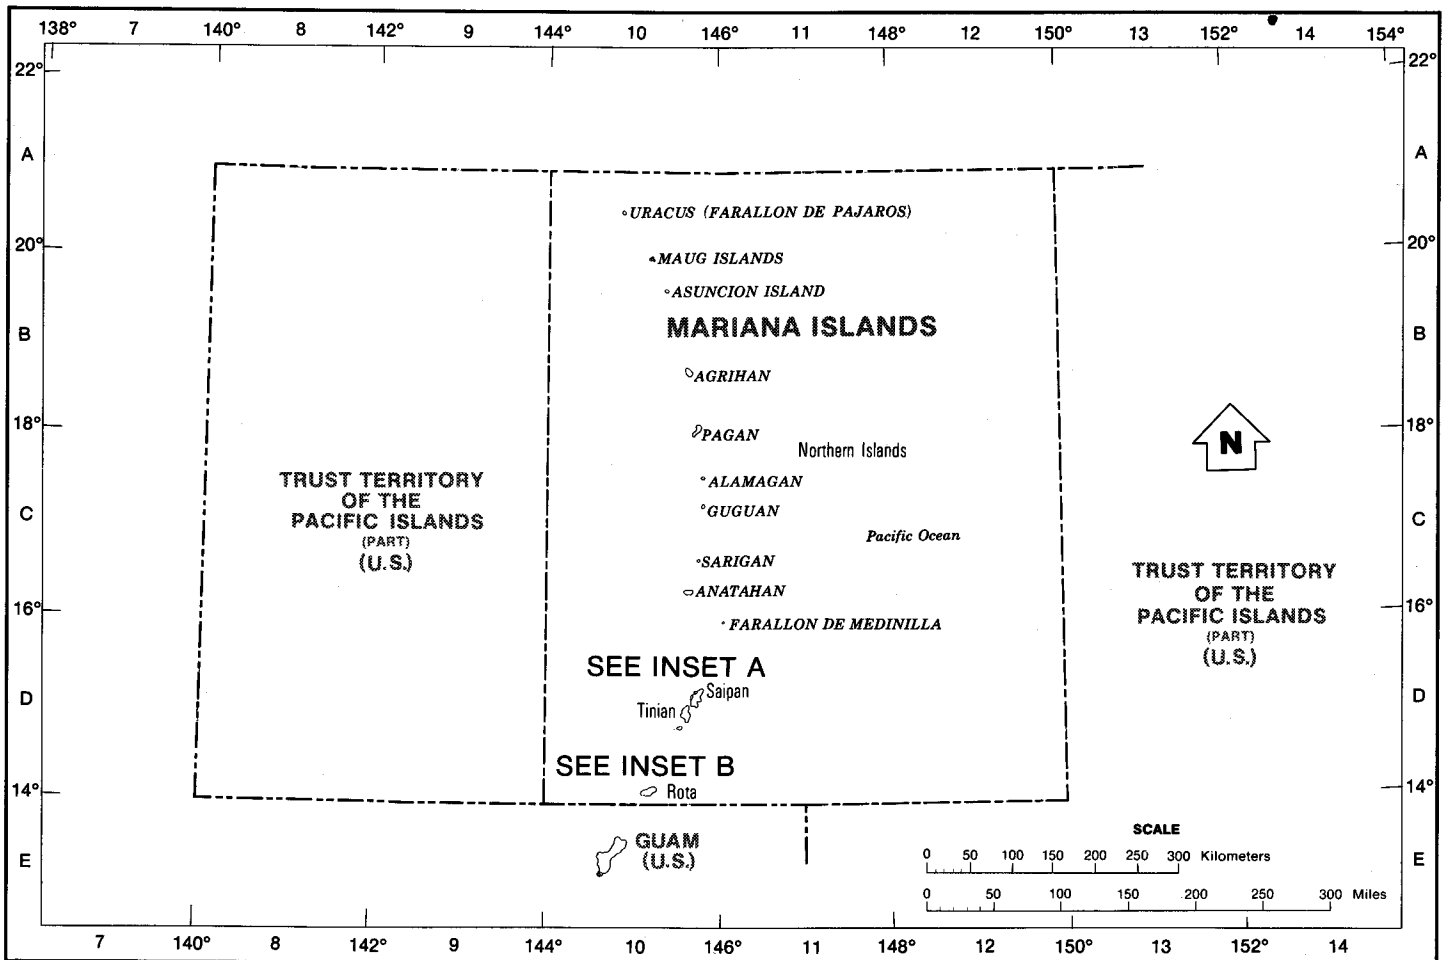 138° 7 140° 8 142° 9 144° 10 146° 11 148° 12 150° 13 152° 14 154°
22° 22°
A A
URACUS (FARALLON DE PAJAROS)
20° 20°
MAUG ISLANDS
ASUNCION ISLAND
MARIANA ISLANDS
B B
AGRIHAN
18° 18°
PAGAN
Northern Islands
N
TRUST TERRITORY
OF THE
PACIFIC ISLANDS
(PART)
(U.S.)
ALAMAGAN
GUGUAN
C C
Pacific Ocean
SARIGAN
ANATAHAN
TRUST TERRITORY
OF THE
PACIFIC ISLANDS
(PART)
(U.S.)
16° 16°
FARALLON DE MEDINILLA
SEE INSET A
Saipan
Tinian
D D
SEE INSET B
Rota
14° 14°
GUAM
(U.S.)
E E
SCALE
0 50 100 150 200 250 300 Kilometers
0 50 100 150 200 250 300 Miles
7 140° 8 142° 9 144° 10 146° 11 148° 12 150° 13 152° 14